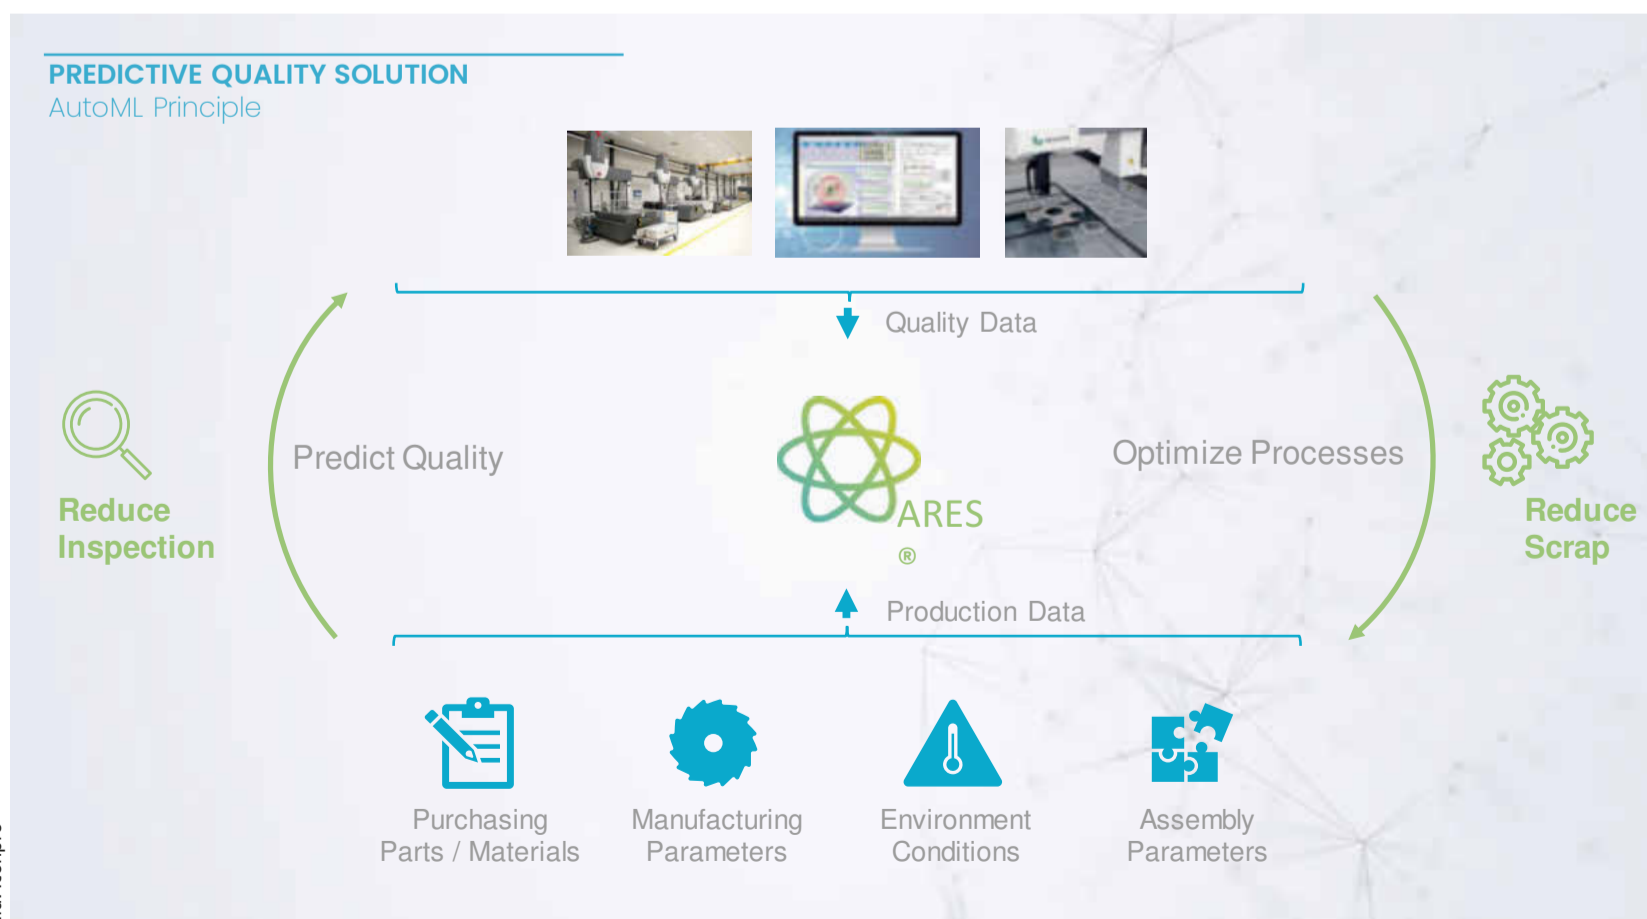 PREDICTIVE QUALITY SOLUTION
AutoML Principle
Quality Data
Predict Quality
Optimize Processes
Reduce
Inspection
ARES
®
Reduce
Scrap
Production Data
Purchasing
Parts / Materials
Manufacturing
Parameters
Environment
Conditions
Assembly
Parameters